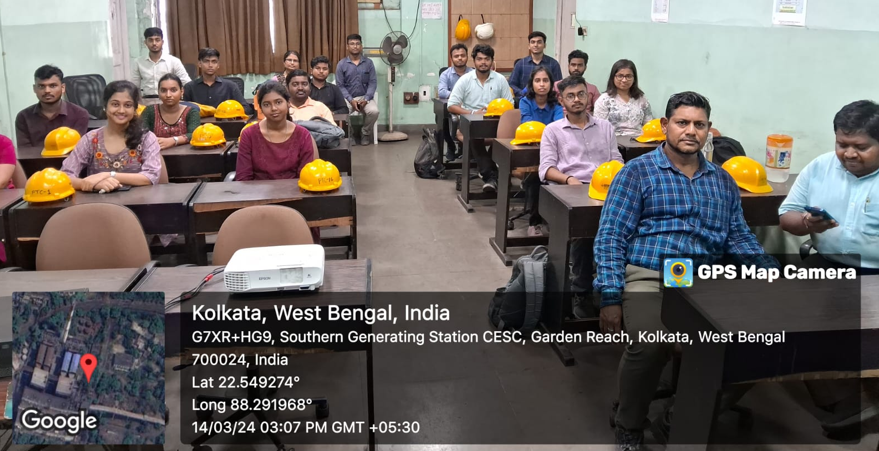 EPSON
GPS Map Camera
Kolkata, West Bengal, India
G7XR+HG9, Southern Generating Station CESC, Garden Reach, Kolkata, West Bengal
700024, India
Lat 22.549274°
Long 88.291968°
14/03/24 03:07 PM GMT +05:30
Google